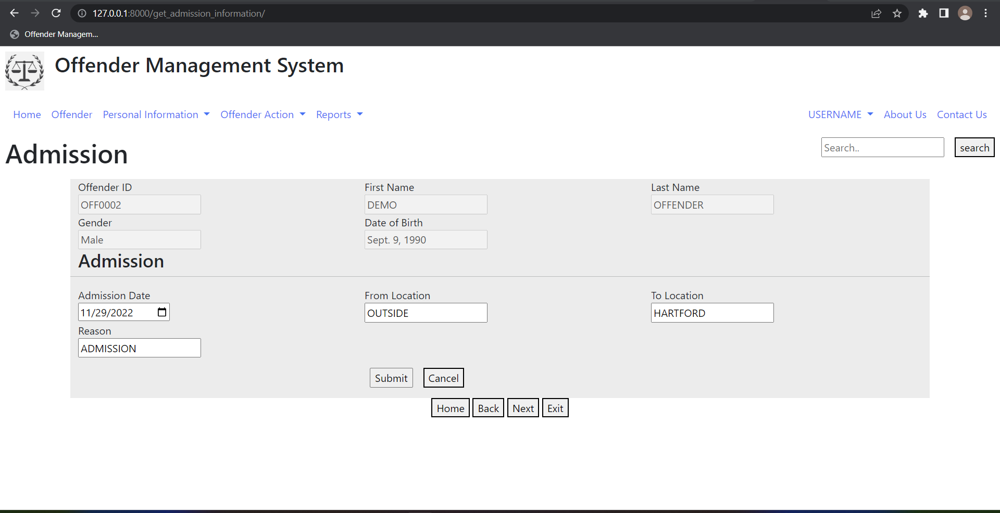 127.0.0.1:8000/get_admission_information/
Offender Managem...
Offender Management System
Home Offender Personal Information Offender Action Reports USERNAME About Us Contact Us
Admission
Search.. search
Offender ID First Name Last Name
OFF0002 DEMO OFFENDER
Gender Date of Birth
Male Sept. 9, 1990
Admission
Admission Date From Location To Location
11/29/2022 OUTSIDE HARTFORD
Reason
ADMISSION
Submit Cancel
Home Back Next Exit